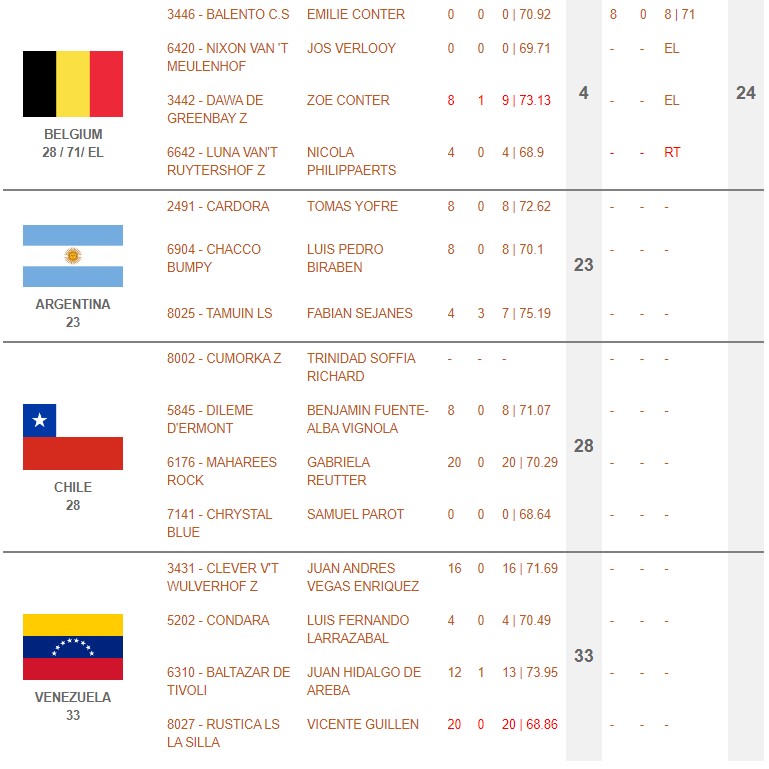 3446 - BALENTO C.S EMILIE CONTER 0 0 0 | 70.92 8 0 8 | 71
6420 - NIXON VAN 'T MEULENHOF JOS VERLOOY 0 0 0 | 69.71 - - EL
3442 - DAWA DE GREENBAY Z ZOE CONTER 8 1 9 | 73.13 - - EL
6642 - LUNA VAN'T RUYTERSHOF Z NICOLA PHILIPPAERTS 4 0 4 | 68.9 - - RT
BELGIUM
28 / 71/ EL
4
24
2491 - CARDORA TOMAS YOFRE 8 0 8 | 72.62 - - -
6904 - CHACCO BUMPY LUIS PEDRO BIRABEN 8 0 8 | 70.1 - - -
8025 - TAMUIN LS FABIAN SEJANES 4 3 7 | 75.19 - - -
ARGENTINA
23
23
8002 - CUMORKA Z TRINIDAD SOFFIA RICHARD - - - - - -
5845 - DILEME D'ERMONT BENJAMIN FUENTE-ALBA VIGNOLA 8 0 8 | 71.07 - - -
6176 - MAHAREES ROCK GABRIELA REUTTER 20 0 20 | 70.29 - - -
7141 - CHRYSTAL BLUE SAMUEL PAROT 0 0 0 | 68.64 - - -
CHILE
28
28
3431 - CLEVER V'T WULVERHOF Z JUAN ANDRES VEGAS ENRIQUEZ 16 0 16 | 71.69 - - -
5202 - CONDARA LUIS FERNANDO LARRAZABAL 4 0 4 | 70.49 - - -
6310 - BALTAZAR DE TIVOLI JUAN HIDALGO DE AREBA 12 1 13 | 73.95 - - -
8027 - RUSTICA LS LA SILLA VICENTE GUILLEN 20 0 20 | 68.86 - - -
VENEZUELA
33
33